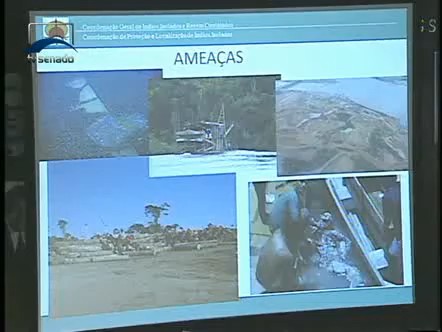 Coordenação Geral de Índios Isolados e Recém Contatados
Coordenação de Proteção e Localização de Índios Isolados
Senado
AMEAÇAS